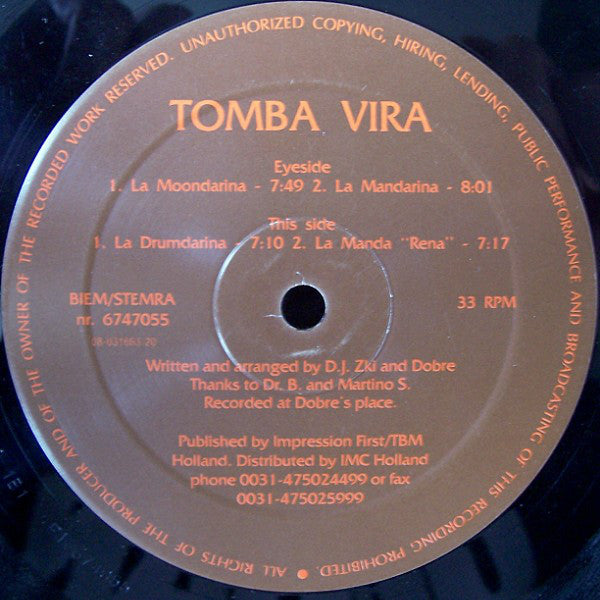 ALL RIGHTS OF THE PRODUCER AND OF THE OWNER OF THE RECORDED WORK RESERVED. UNAUTHORIZED COPYING, HIRING, LENDING, PUBLIC PERFORMANCE AND BROADCASTING OF THIS RECORDING PROHIBITED. •
TOMBA VIRA
Eyeside
1. La Moondarina - 7:49 2. La Mandarina - 8:01
This side
1. La Drumdarina - 7:10 2. La Manda "Rena" - 7:17
BIEM/STEMRA
nr. 6747055
08-031663-20
33 RPM
Written and arranged by D.J. Zki and Dobre
Thanks to Dr. B. and Martino S.
Recorded at Dobre´s place.
Published by Impression First/TBM
Holland. Distributed by IMC Holland
phone 0031-475024499 or fax
0031-475025999